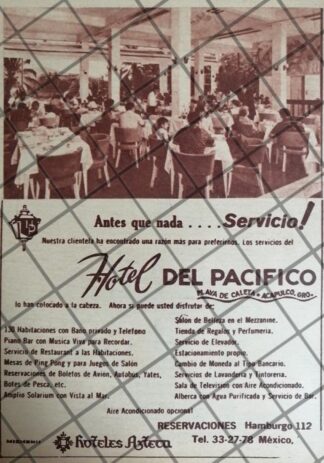 Antes que nada . . . . Servicio!
Nuestra clientela ha encontrado una razón más para preferirnos. Los servicios del
Hotel DEL PACIFICO
PLAYA DE CALETA - ACAPULCO, GRO.
lo han colocado a la cabeza. Ahora si puede usted disfrutar de:
130 Habitaciones con Baño privado y Teléfono
Piano Bar con Musica Viva para Recordar.
Servicio de Restaurant a las Habitaciones.
Mesas de Ping Pong y para Juegos de Salón
Reservaciones de Boletos de Avion, Autobus, Yates,
Botes de Pesca, etc.
Amplio Solarium con Vista al Mar.
Salon de Belleza en el Mezzanine.
Tienda de Regalos y Perfumeria.
Servicio de Elevador.
Estacionamiento propio.
Cambio de Moneda al Tipo Bancario.
Servicios de Lavanderia y Tintoreria.
Sala de Television con Aire Acondicionado.
Alberca con Agua Purificada y Servicio de Bar.
Aire Acondicionado opcional
RESERVACIONES Hamburgo 112
Tel. 33-27-78 México,
hoteles Azteca